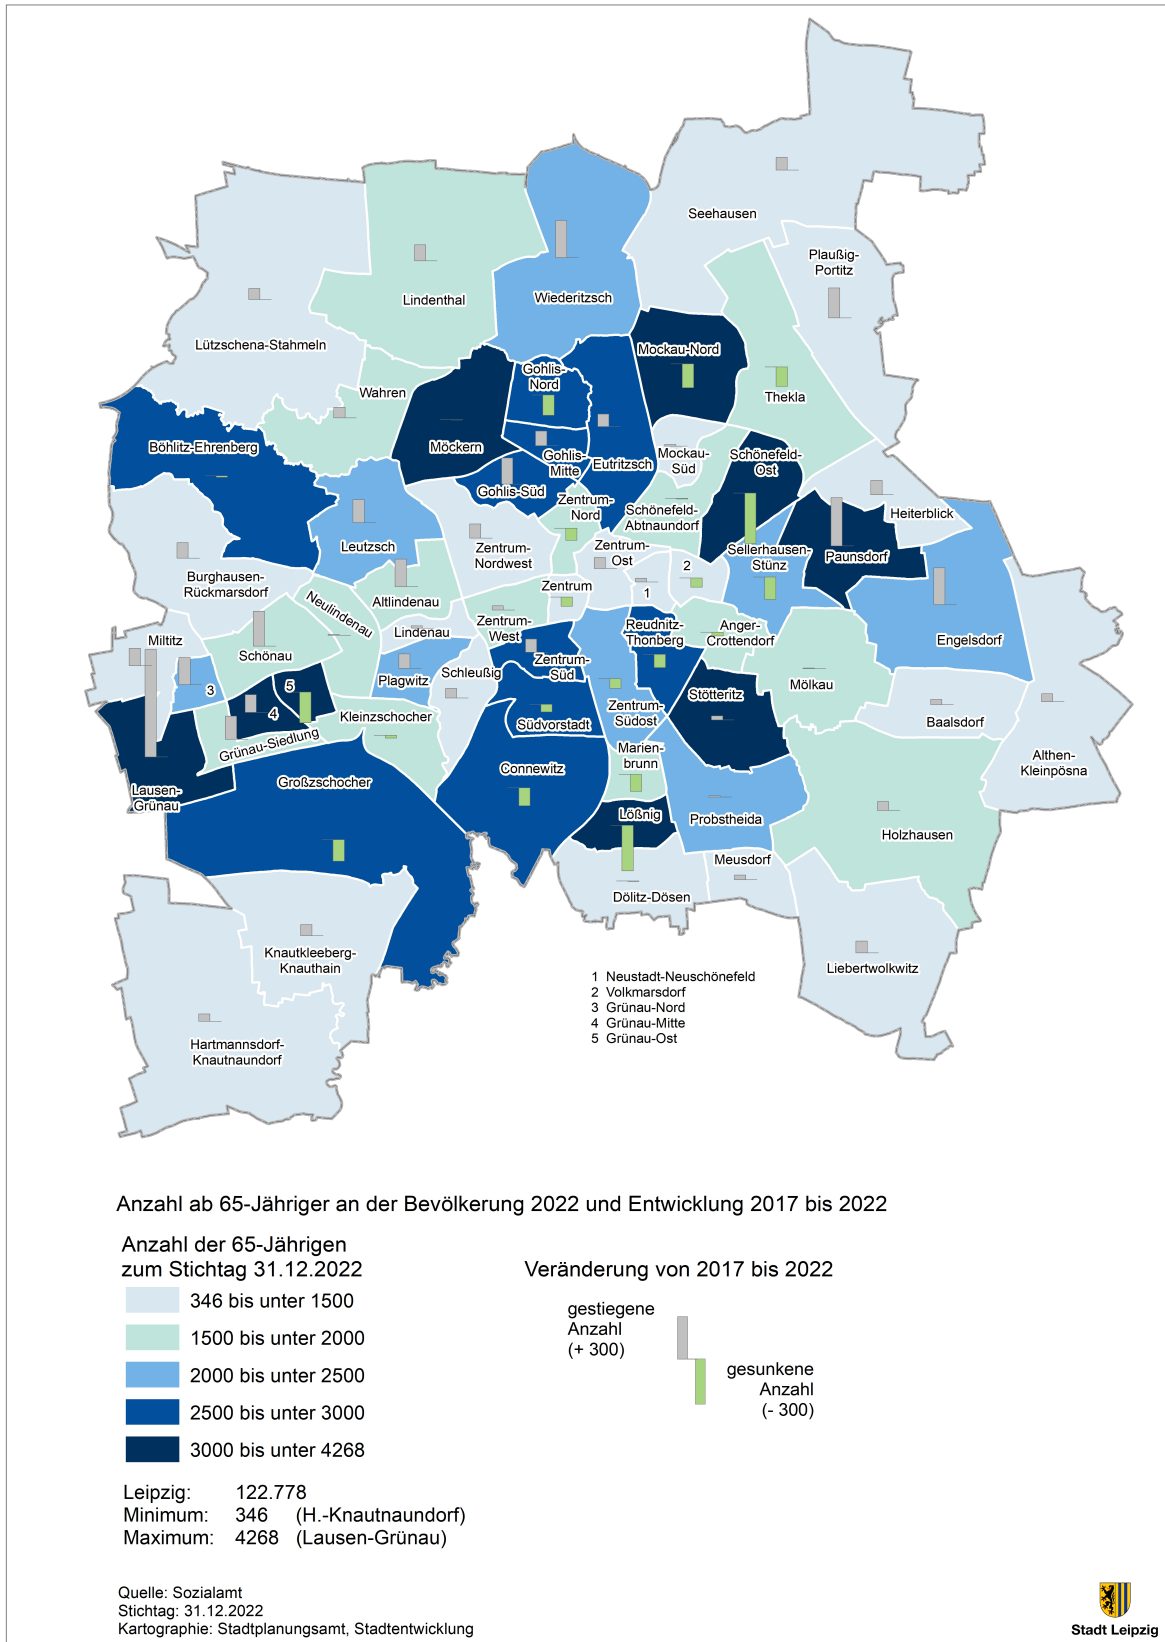 Seehausen
Plaußig-
Portitz
Wiederitzsch
Lindenthal
Lützschena-Stahmeln
Mockau-Nord
Gohlis-
Nord
Thekla
Wahren
Böhlitz-Ehrenberg
Möckern
Gohlis-
Mitte
Eutritzsch
Mockau-
Süd
Schönefeld-
Ost
Gohlis-Süd
Zentrum-
Nord
Schönefeld-
Abtnaundorf
Heiterblick
Leutzsch
Zentrum-
Nordwest
Zentrum-
Ost
Sellerhausen-
Stünz
Paunsdorf
Burghausen-
Rückmarsdorf
Neulindenau
Altlindenau
Zentrum
1
2
Lindenau
Zentrum-
West
Reudnitz-
Thonberg
Anger-
Crottendorf
Engelsdorf
Miltitz
Schönau
Plagwitz
Schleußig
Zentrum-
Süd
3
4
5
Stötteritz
Mölkau
Baalsdorf
Kleinzschocher
Südvorstadt
Zentrum-
Südost
Grünau-Siedlung
Marien-
brunn
Althen-
Kleinpösna
Lausen-
Grünau
Großzschocher
Connewitz
Lößnig
Probstheida
Holzhausen
Meusdorf
Dölitz-Dösen
Knautkleeberg-
Knauthain
Liebertwolkwitz
Hartmannsdorf-
Knautnaundorf
1 Neustadt-Neuschönefeld
2 Volkmarsdorf
3 Grünau-Nord
4 Grünau-Mitte
5 Grünau-Ost
Anzahl ab 65-Jähriger an der Bevölkerung 2022 und Entwicklung 2017 bis 2022
Anzahl der 65-Jährigen
zum Stichtag 31.12.2022
346 bis unter 1500
1500 bis unter 2000
2000 bis unter 2500
2500 bis unter 3000
3000 bis unter 4268
Veränderung von 2017 bis 2022
gestiegene
Anzahl
(+ 300)
gesunkene
Anzahl
(- 300)
Leipzig: 122.778
Minimum: 346 (H.-Knautnaundorf)
Maximum: 4268 (Lausen-Grünau)
Quelle: Sozialamt
Stichtag: 31.12.2022
Kartographie: Stadtplanungsamt, Stadtentwicklung
Stadt Leipzig